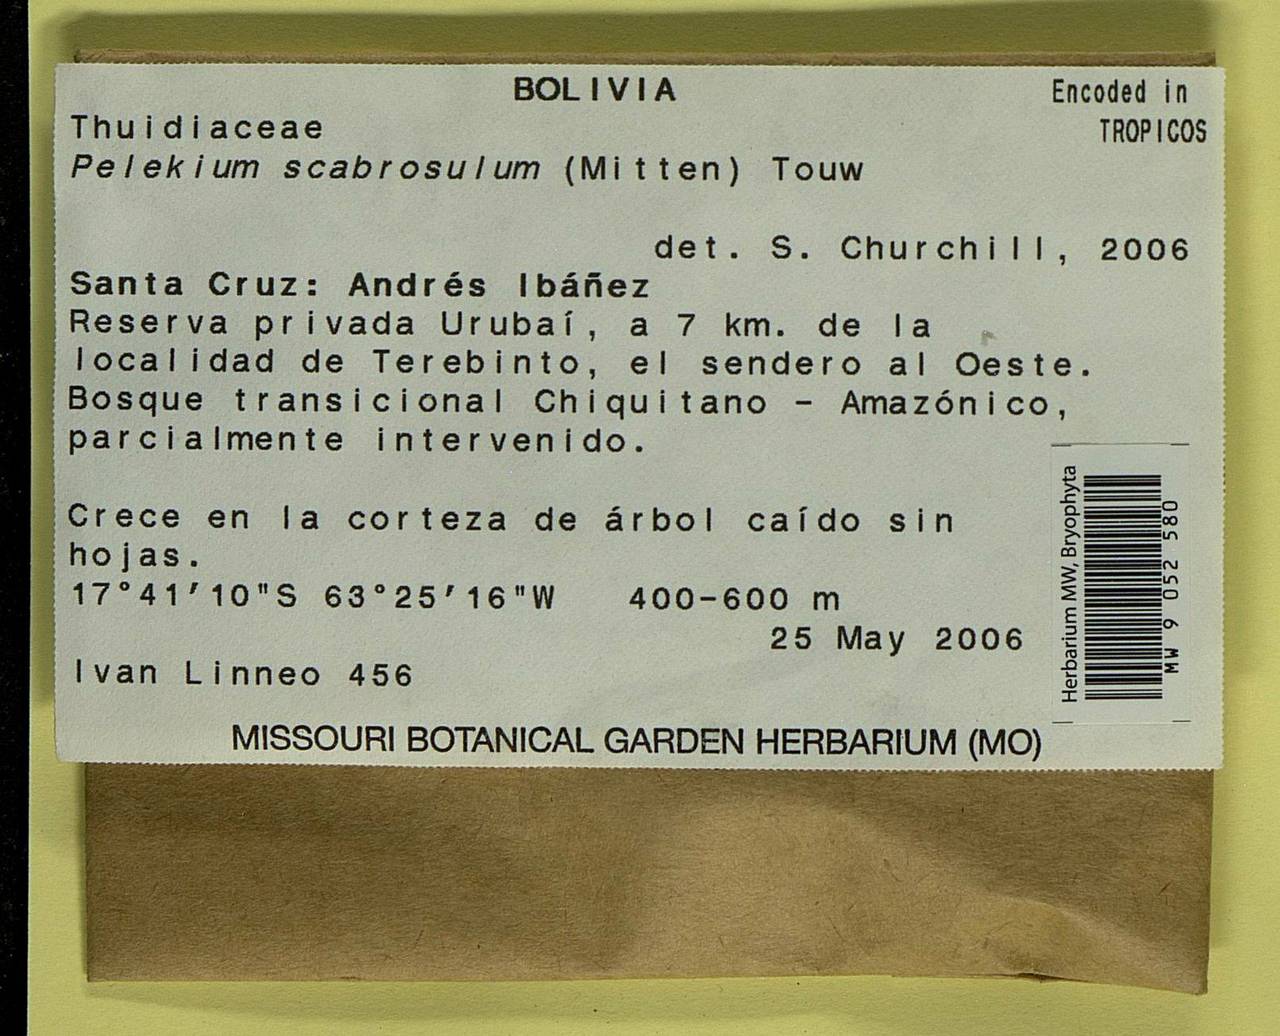 BOLIVIA
Encoded in
TROPICOS
Thuidiaceae
Pelekium scabrosulum (Mitten) Touw
det. S. Churchill, 2006
Santa Cruz: Andrés Ibáñez
Reserva privada Urubaí, a 7 km. de la
localidad de Terebinto, el sendero al Oeste.
Bosque transicional Chiquitano - Amazónico,
parcialmente intervenido.
Crece en la corteza de árbol caído sin
hojas.
17°41'10"S 63°25'16"W 400-600 m
25 May 2006
Ivan Linneo 456
MISSOURI BOTANICAL GARDEN HERBARIUM (MO)
Herbarium MW, Bryophyta
MW 9 052 580